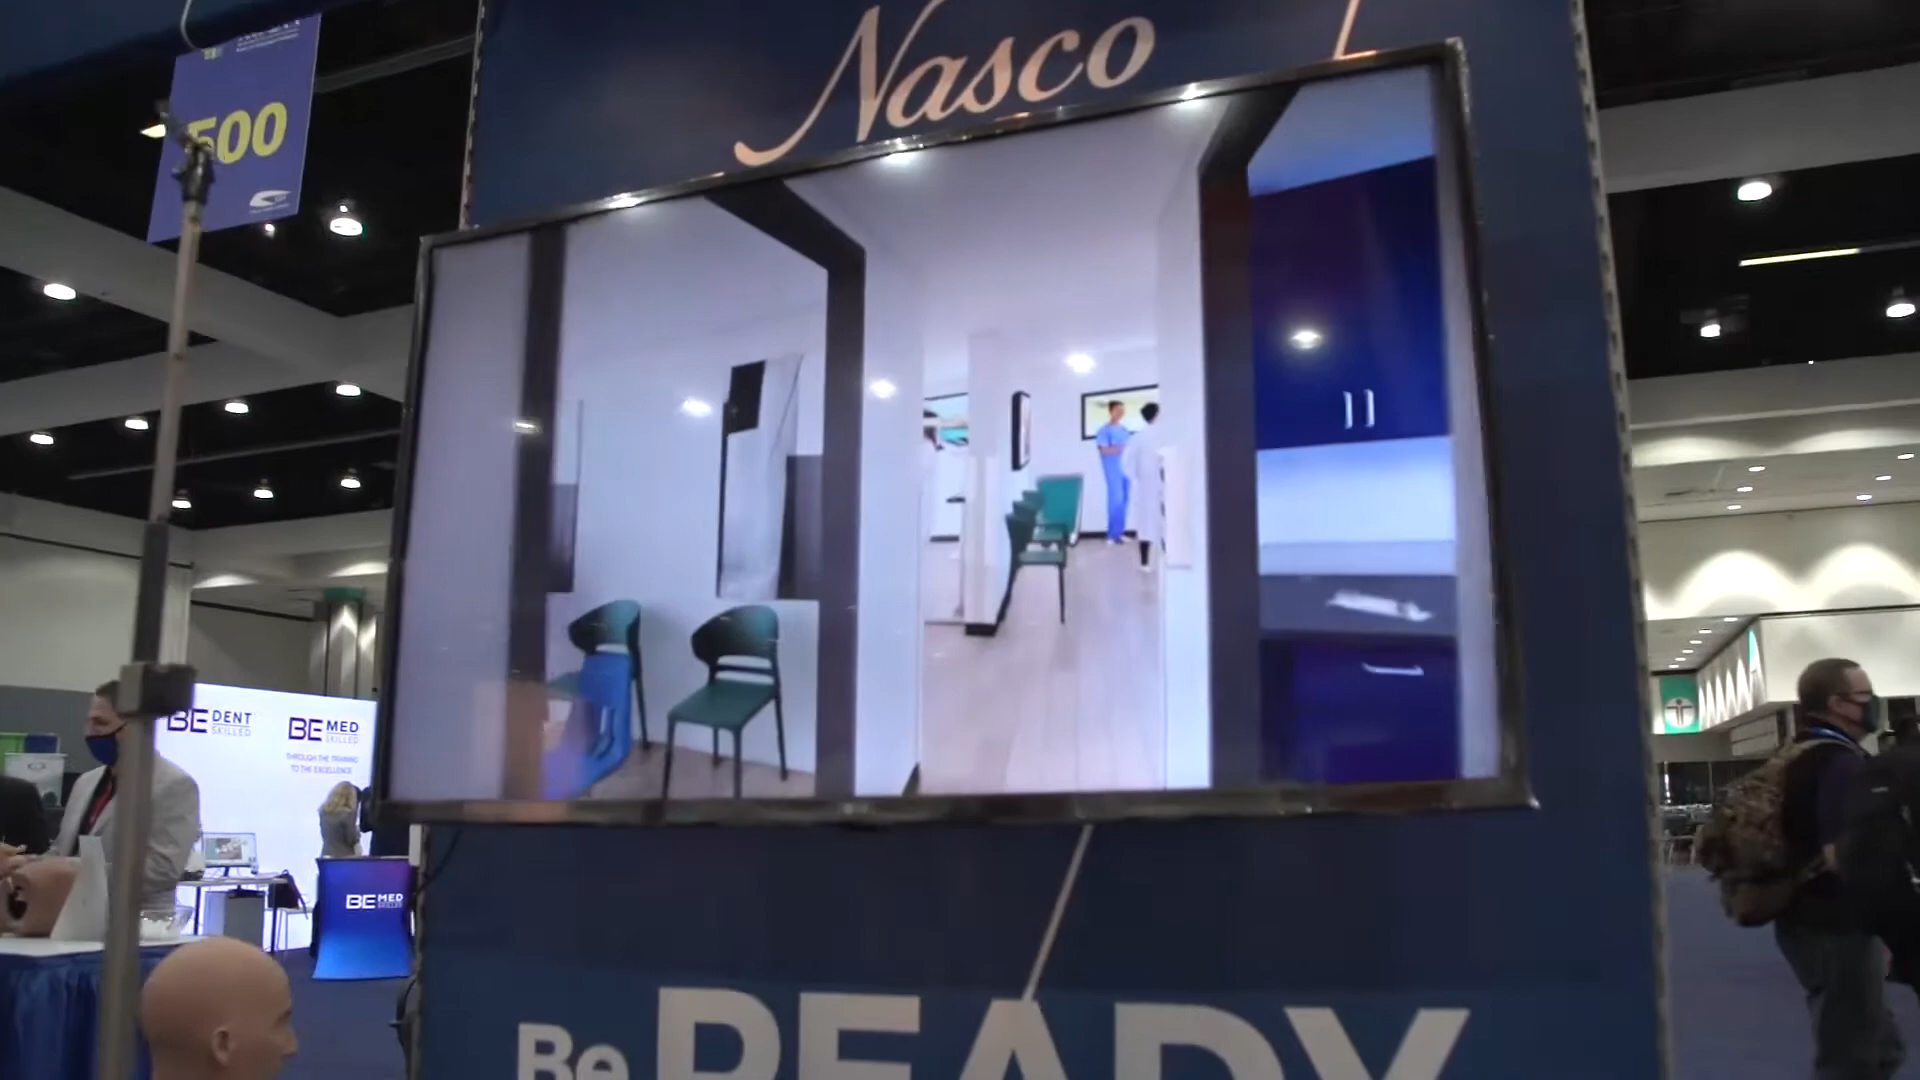 Nasco
500
BE DENT
SKILLED
BE MED
SKILLED
THROUGH THE TRAINING
TO THE EXCELLENCE
BE MED
SKILLED
Be READY